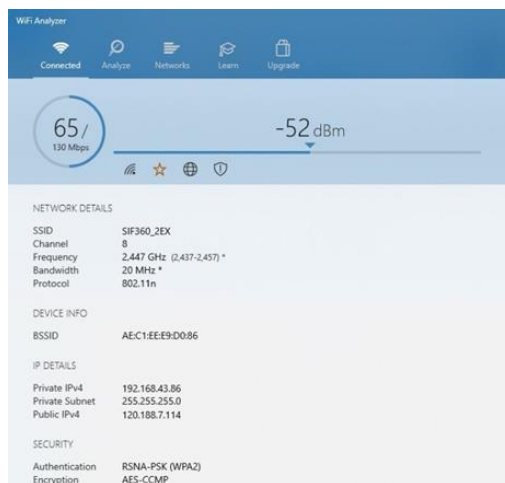 WiFi Analyzer
Connected Analyze Networks Learn Upgrade
65/
130 Mbps
-52 dBm
NETWORK DETAILS
SSID SIF360_2EX
Channel 8
Frequency 2,447 GHz (2,437-2,457) *
Bandwidth 20 MHz *
Protocol 802.11n
DEVICE INFO
BSSID AE:C1:EE:E9:D0:86
IP DETAILS
Private IPv4 192.168.43.86
Private Subnet 255.255.255.0
Public IPv4 120.188.7.114
SECURITY
Authentication RSNA-PSK (WPA2)
Encryption AES-CCMP